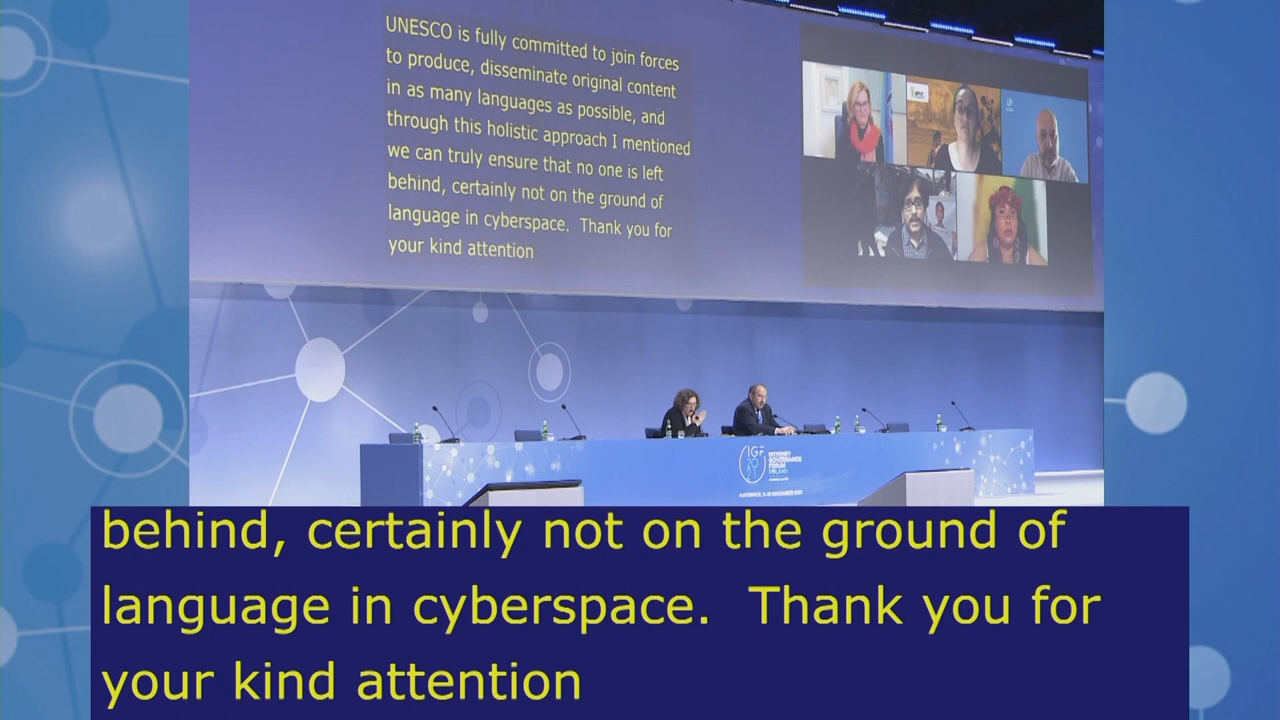 UNESCO is fully committed to join forces
to produce, disseminate original content
in as many languages as possible, and
through this holistic approach I mentioned
we can truly ensure that no one is left
behind, certainly not on the ground of
language in cyberspace.  Thank you for
your kind attention
IGF
20
21
INTERNET
GOVERNANCE
FORUM
behind, certainly not on the ground of
language in cyberspace.  Thank you for
your kind attention